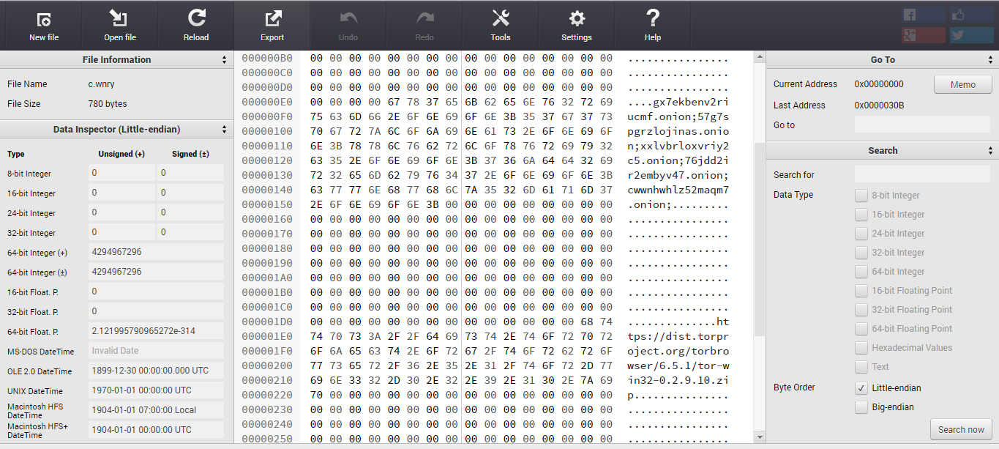 New file
Open file
Reload
Export
Undo
Redo
Tools
Settings
Help
File Information
File Name c.wnry
File Size 780 bytes
Data Inspector (Little-endian)
Type Unsigned (+) Signed (±)
8-bit Integer 0 0
16-bit Integer 0 0
24-bit Integer 0 0
32-bit Integer 0 0
64-bit Integer (+) 4294967296
64-bit Integer (±) 4294967296
16-bit Float. P. 0
32-bit Float. P. 0
64-bit Float. P. 2.121995790965272e-314
MS-DOS DateTime Invalid Date
OLE 2.0 DateTime 1899-12-30 00:00:00.000 UTC
UNIX DateTime 1970-01-01 00:00:00 UTC
Macintosh HFS DateTime 1904-01-01 07:00:00 Local
Macintosh HFS+ DateTime 1904-01-01 00:00:00 UTC
000000B0 00 00 00 00 00 00 00 00 00 00 00 00 00 00 00 00 ................
000000C0 00 00 00 00 00 00 00 00 00 00 00 00 00 00 00 00 ................
000000D0 00 00 00 00 00 00 00 00 00 00 00 00 00 00 00 00 ................
000000E0 00 00 00 00 67 78 37 65 6B 62 65 6E 76 32 72 69 ....gx7ekbenv2ri
000000F0 75 63 6D 66 2E 6F 6E 69 6F 6E 3B 35 37 67 37 73 ucmf.onion;57g7s
00000100 70 67 72 7A 6C 6F 6A 69 6E 61 73 2E 6F 6E 69 6F pgrzlojinas.onio
00000110 6E 3B 78 78 6C 76 62 72 6C 6F 78 76 72 69 79 32 n;xxlvbrloxvriy2
00000120 63 35 2E 6F 6E 69 6F 6E 3B 37 36 6A 64 64 32 69 c5.onion;76jdd2i
00000130 72 32 65 6D 62 79 76 34 37 2E 6F 6E 69 6F 6E 3B r2embyv47.onion;
00000140 63 77 77 6E 68 77 68 6C 7A 35 32 6D 61 71 6D 37 cwwnhwhlz52maqm7
00000150 2E 6F 6E 69 6F 6E 3B 00 00 00 00 00 00 00 00 00 .onion;.........
00000160 00 00 00 00 00 00 00 00 00 00 00 00 00 00 00 00 ................
00000170 00 00 00 00 00 00 00 00 00 00 00 00 00 00 00 00 ................
00000180 00 00 00 00 00 00 00 00 00 00 00 00 00 00 00 00 ................
00000190 00 00 00 00 00 00 00 00 00 00 00 00 00 00 00 00 ................
000001A0 00 00 00 00 00 00 00 00 00 00 00 00 00 00 00 00 ................
000001B0 00 00 00 00 00 00 00 00 00 00 00 00 00 00 00 00 ................
000001C0 00 00 00 00 00 00 00 00 00 00 00 00 00 00 00 00 ................
000001D0 00 00 00 00 00 00 00 00 00 00 00 00 00 00 68 74 ..............ht
000001E0 74 70 73 3A 2F 2F 64 69 73 74 2E 74 6F 72 70 72 tps://dist.torpr
000001F0 6F 6A 65 63 74 2E 6F 72 67 2F 74 6F 72 62 72 6F oject.org/torbro
00000200 77 73 65 72 2F 36 2E 35 2E 31 2F 74 6F 72 2D 77 wser/6.5.1/tor-w
00000210 69 6E 33 32 2D 30 2E 32 2E 39 2E 31 30 2E 7A 69 in32-0.2.9.10.zi
00000220 70 00 00 00 00 00 00 00 00 00 00 00 00 00 00 00 p...............
00000230 00 00 00 00 00 00 00 00 00 00 00 00 00 00 00 00 ................
00000240 00 00 00 00 00 00 00 00 00 00 00 00 00 00 00 00 ................
00000250 00 00 00 00 00 00 00 00 00 00 00 00 00 00 00 00 ................
Go To
Current Address 0x00000000 Memo
Last Address 0x0000030B
Go to
Search
Search for
Data Type 8-bit Integer
16-bit Integer
24-bit Integer
32-bit Integer
64-bit Integer
16-bit Floating Point
32-bit Floating Point
64-bit Floating Point
Hexadecimal Values
Text
Byte Order Little-endian
Big-endian
Search now